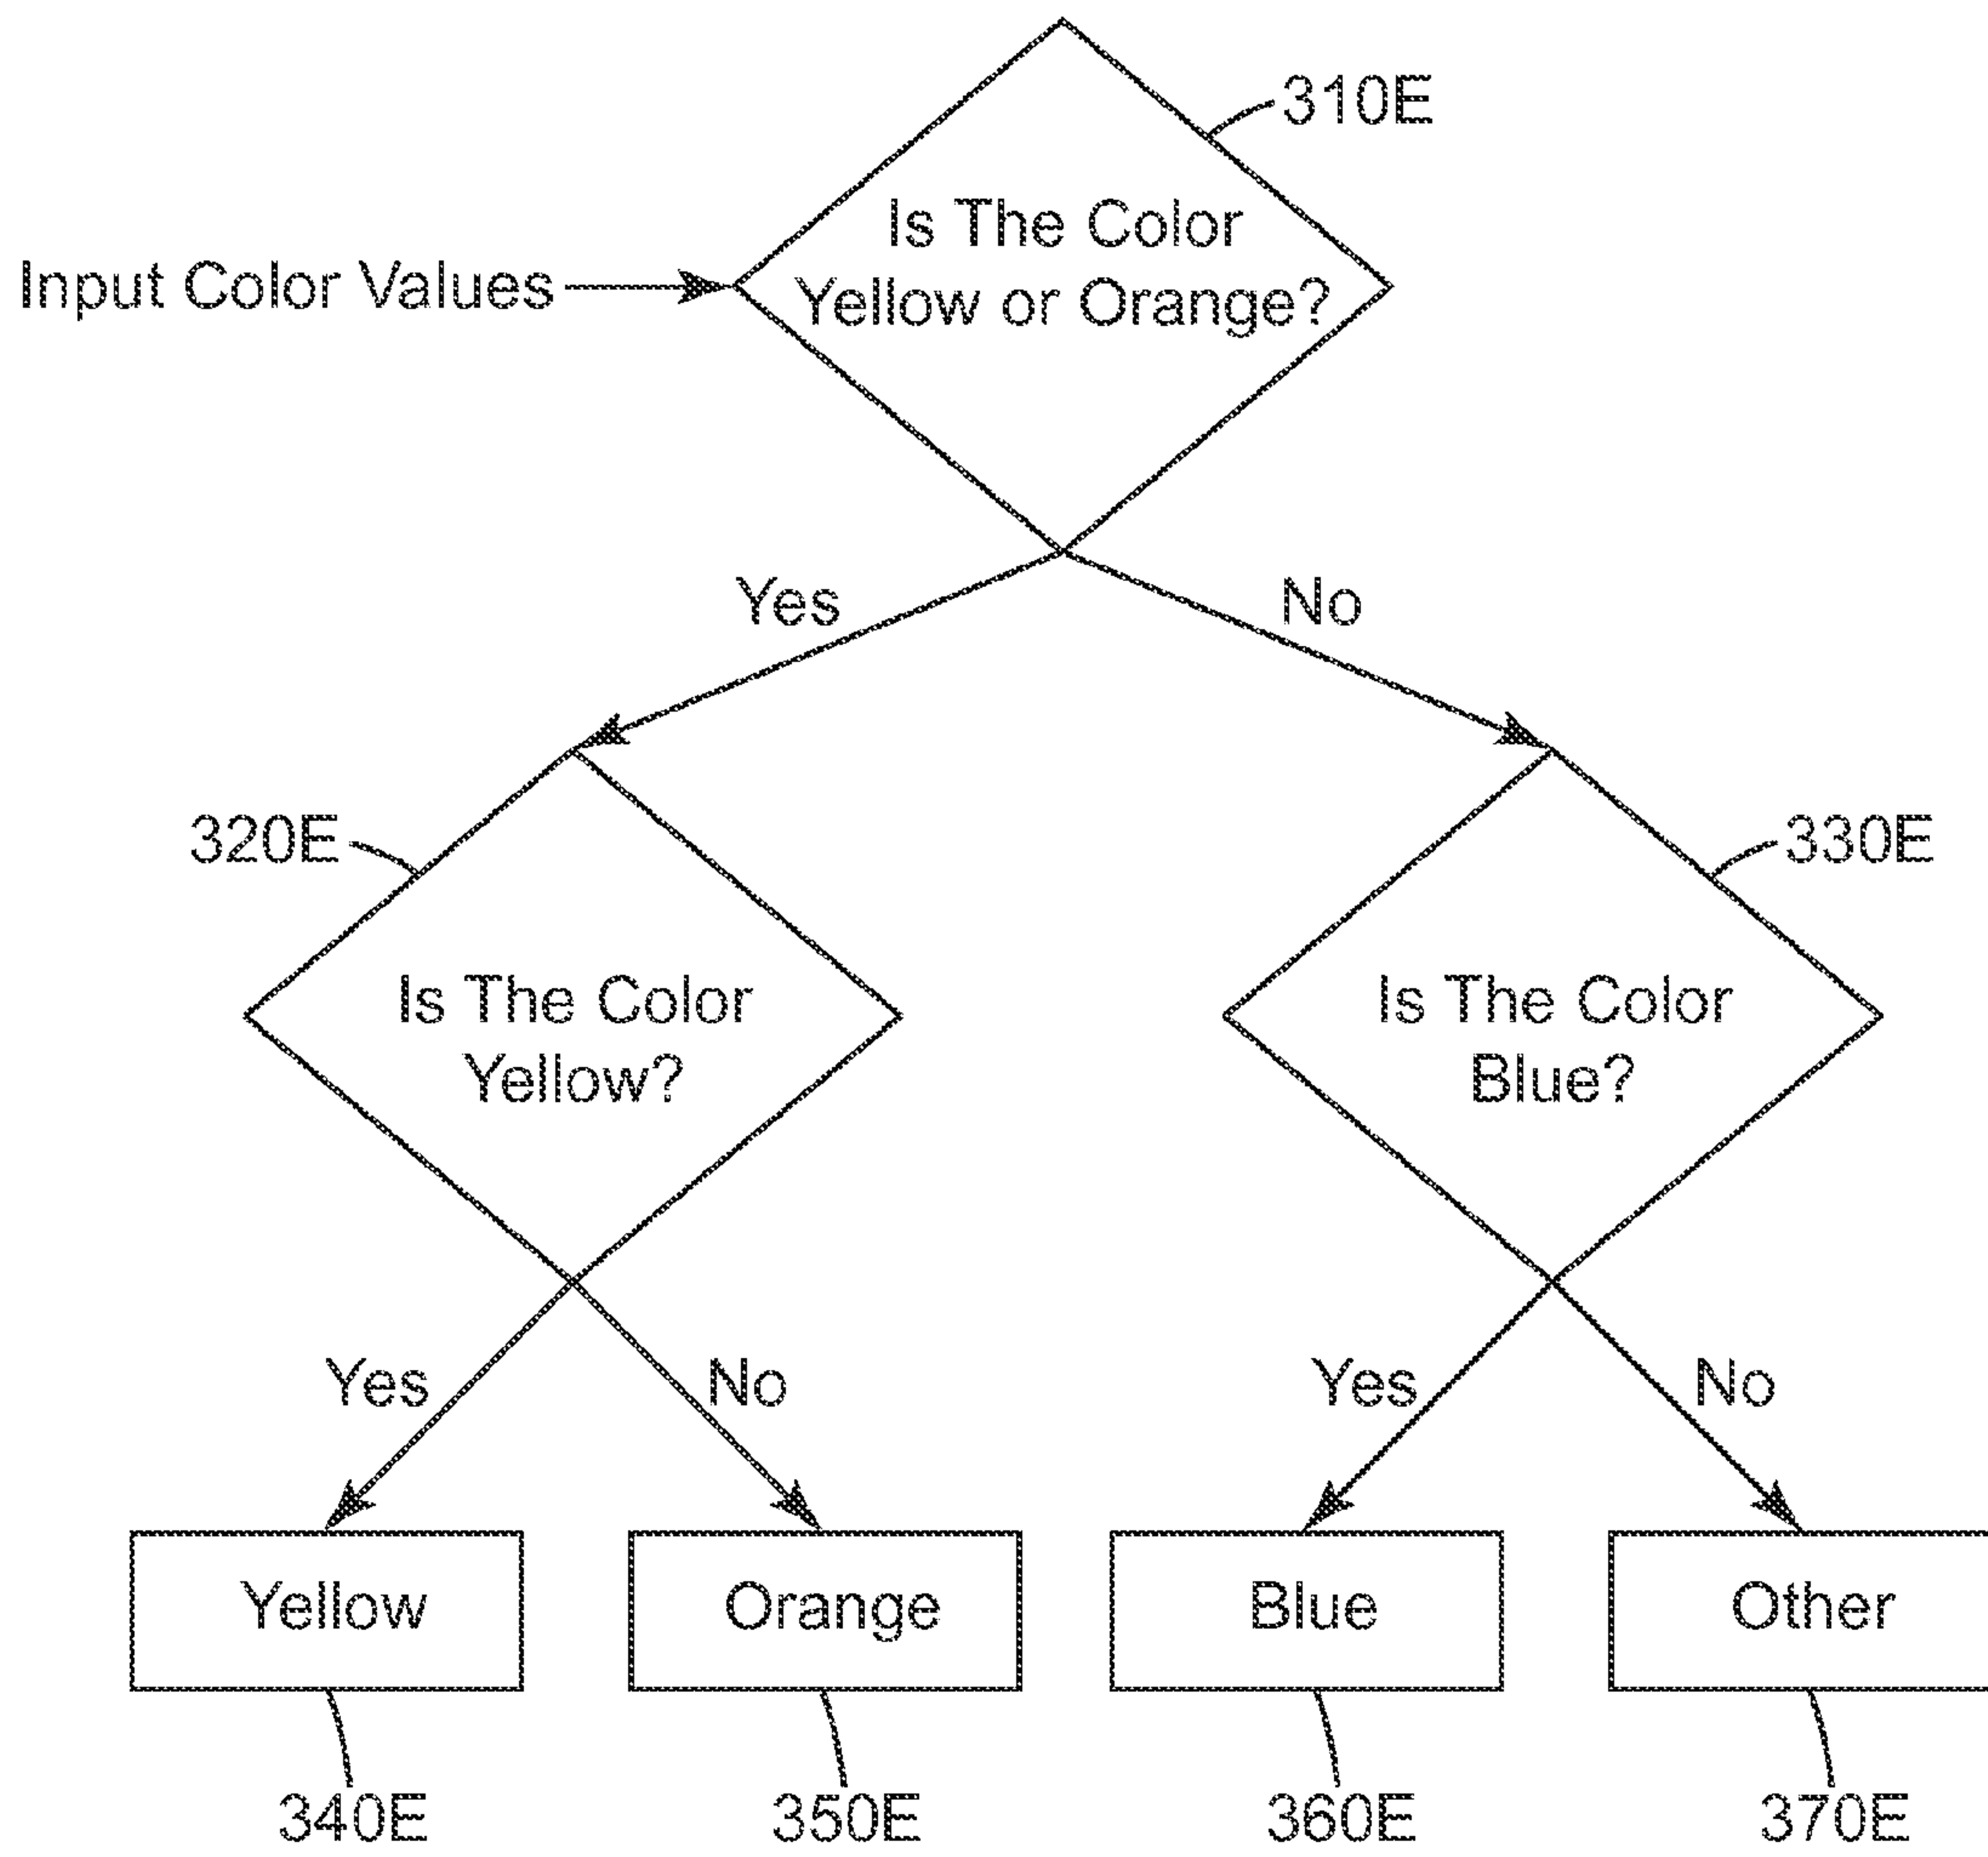 310E
Is The Color
Yellow or Orange?
Input Color Values
Yes
No
320E
330E
Is The Color
Yellow?
Is The Color
Blue?
Yes
No
Yes
No
Yellow
Orange
Blue
Other
340E
350E
360E
370E